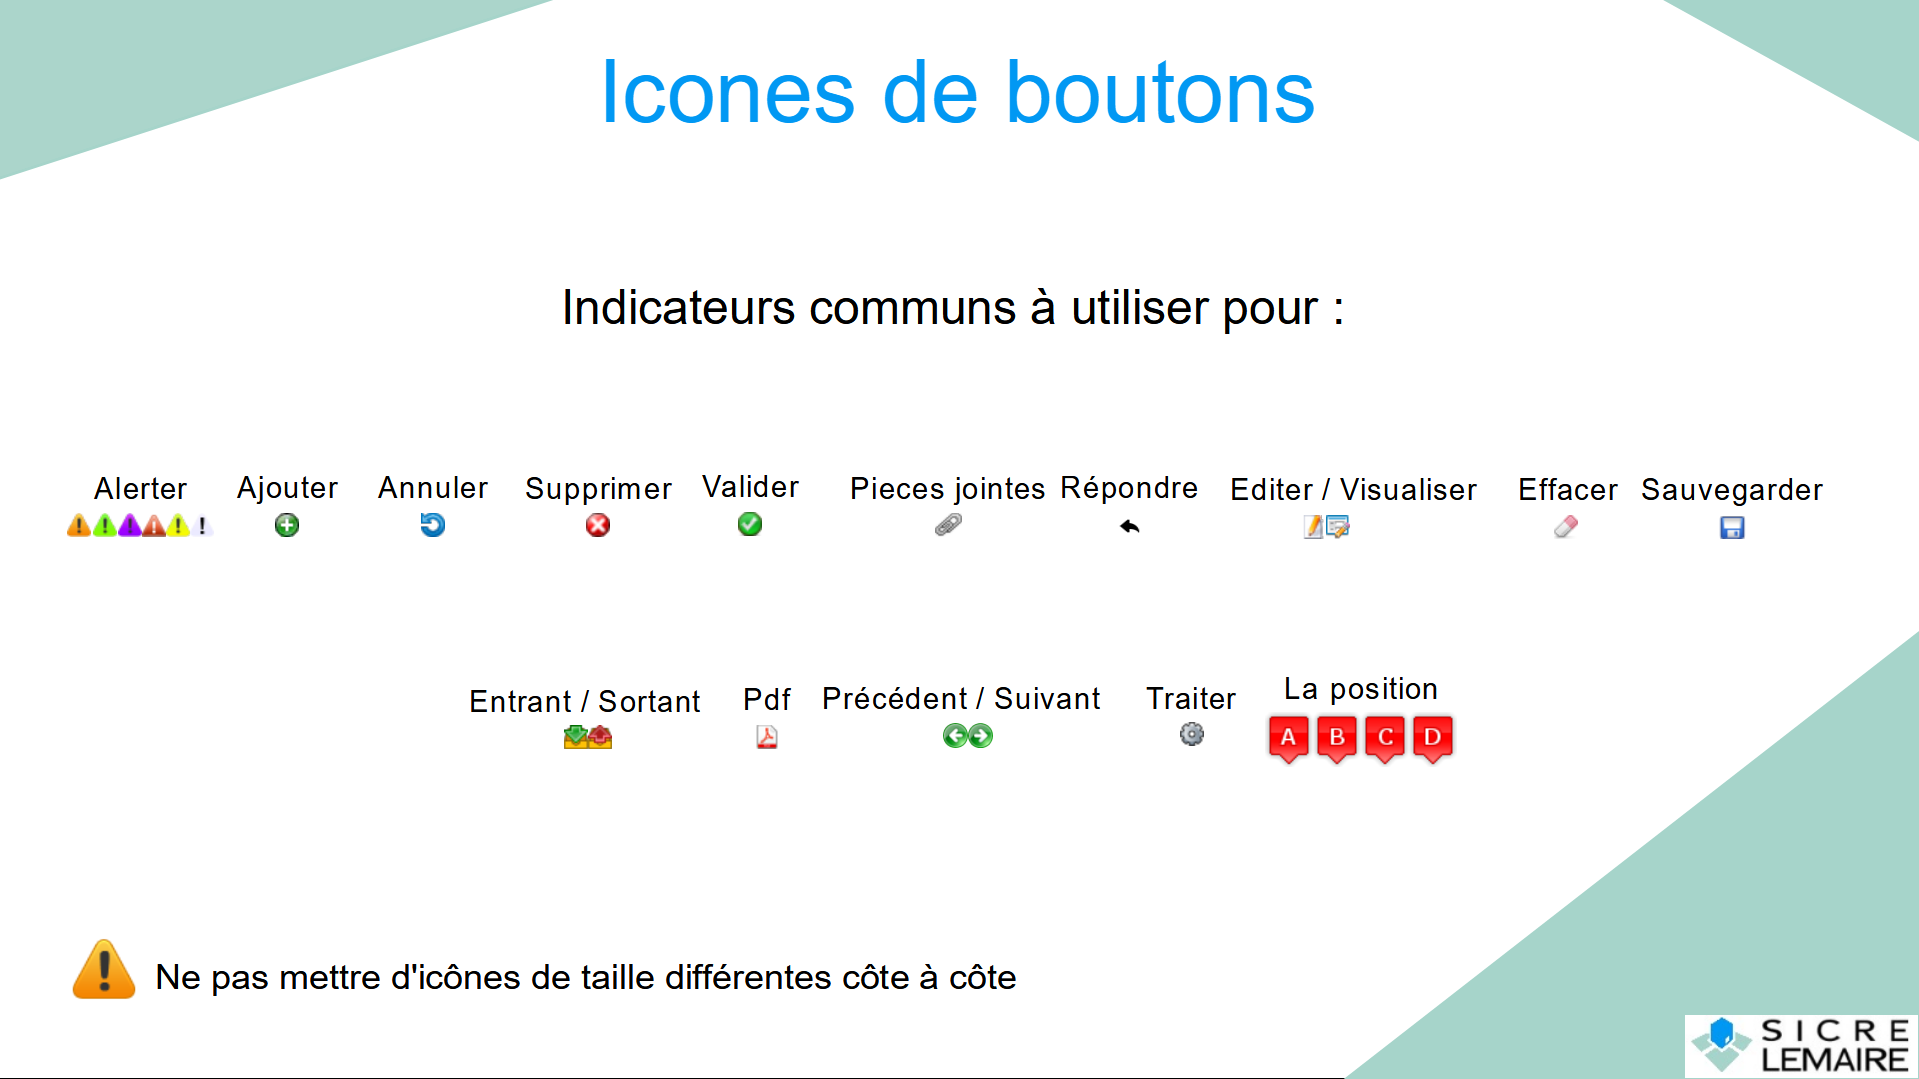 Icones de boutons
Indicateurs communs à utiliser pour :
Alerter Ajouter Annuler Supprimer Valider Pieces jointes Répondre Editer / Visualiser Effacer Sauvegarder
Entrant / Sortant Pdf Précédent / Suivant Traiter La position
A B C D
Ne pas mettre d'icônes de taille différentes côte à côte
SICRE
LEMAIRE